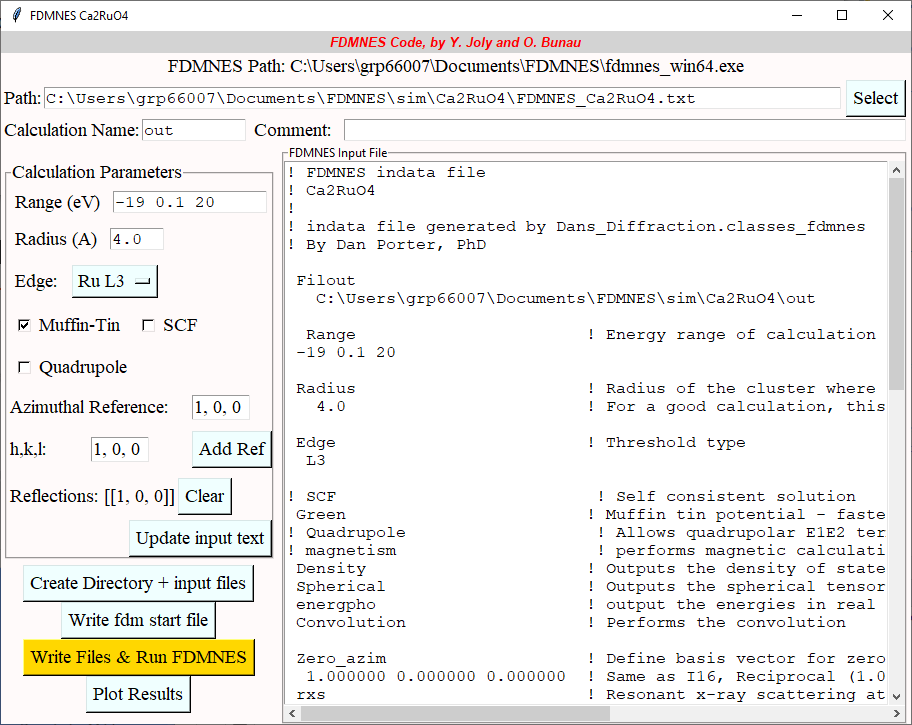 FDMNES Ca2RuO4
FDMNES Code, by Y. Joly and O. Bunau
FDMNES Path: C:\Users\grp66007\Documents\FDMNES\fdmnes_win64.exe
Path: C:\Users\grp66007\Documents\FDMNES\sim\Ca2RuO4\FDMNES_Ca2RuO4.txt Select
Calculation Name: out Comment:
Calculation Parameters
Range (eV) -19 0.1 20
Radius (A) 4.0
Edge: Ru L3
Muffin-Tin SCF
Quadrupole
Azimuthal Reference: 1, 0, 0
h,k,l: 1, 0, 0 Add Ref
Reflections: [[1, 0, 0]] Clear
Update input text
Create Directory + input files
Write fdm start file
Write Files & Run FDMNES
Plot Results
FDMNES Input File
! FDMNES indata file
! Ca2RuO4
!
! indata file generated by Dans_Diffraction.classes_fdmnes
! By Dan Porter, PhD
Filout
C:\Users\grp66007\Documents\FDMNES\sim\Ca2RuO4\out
Range ! Energy range of calculation
-19 0.1 20
Radius ! Radius of the cluster where
4.0 ! For a good calculation, this
Edge ! Threshold type
L3
! SCF ! Self consistent solution
Green ! Muffin tin potential - faste
! Quadrupole ! Allows quadrupolar E1E2 ter
! magnetism ! performs magnetic calculati
Density ! Outputs the density of state
Spherical ! Outputs the spherical tensor
energpho ! output the energies in real
Convolution ! Performs the convolution
Zero_azim ! Define basis vector for zero
1.000000 0.000000 0.000000 ! Same as I16, Reciprocal (1.0
rxs ! Resonant x-ray scattering at